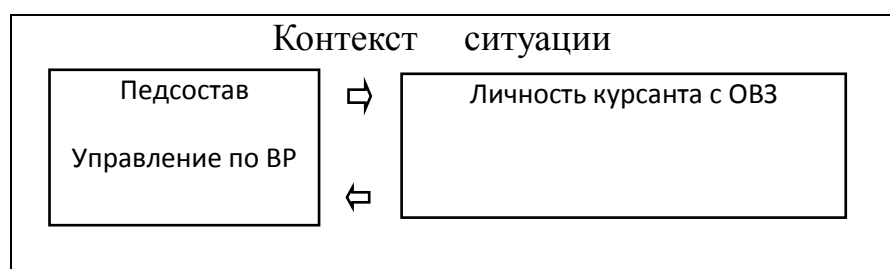 Контекст ситуации
Педсостав
Управление по ВР
Личность курсанта с ОВЗ